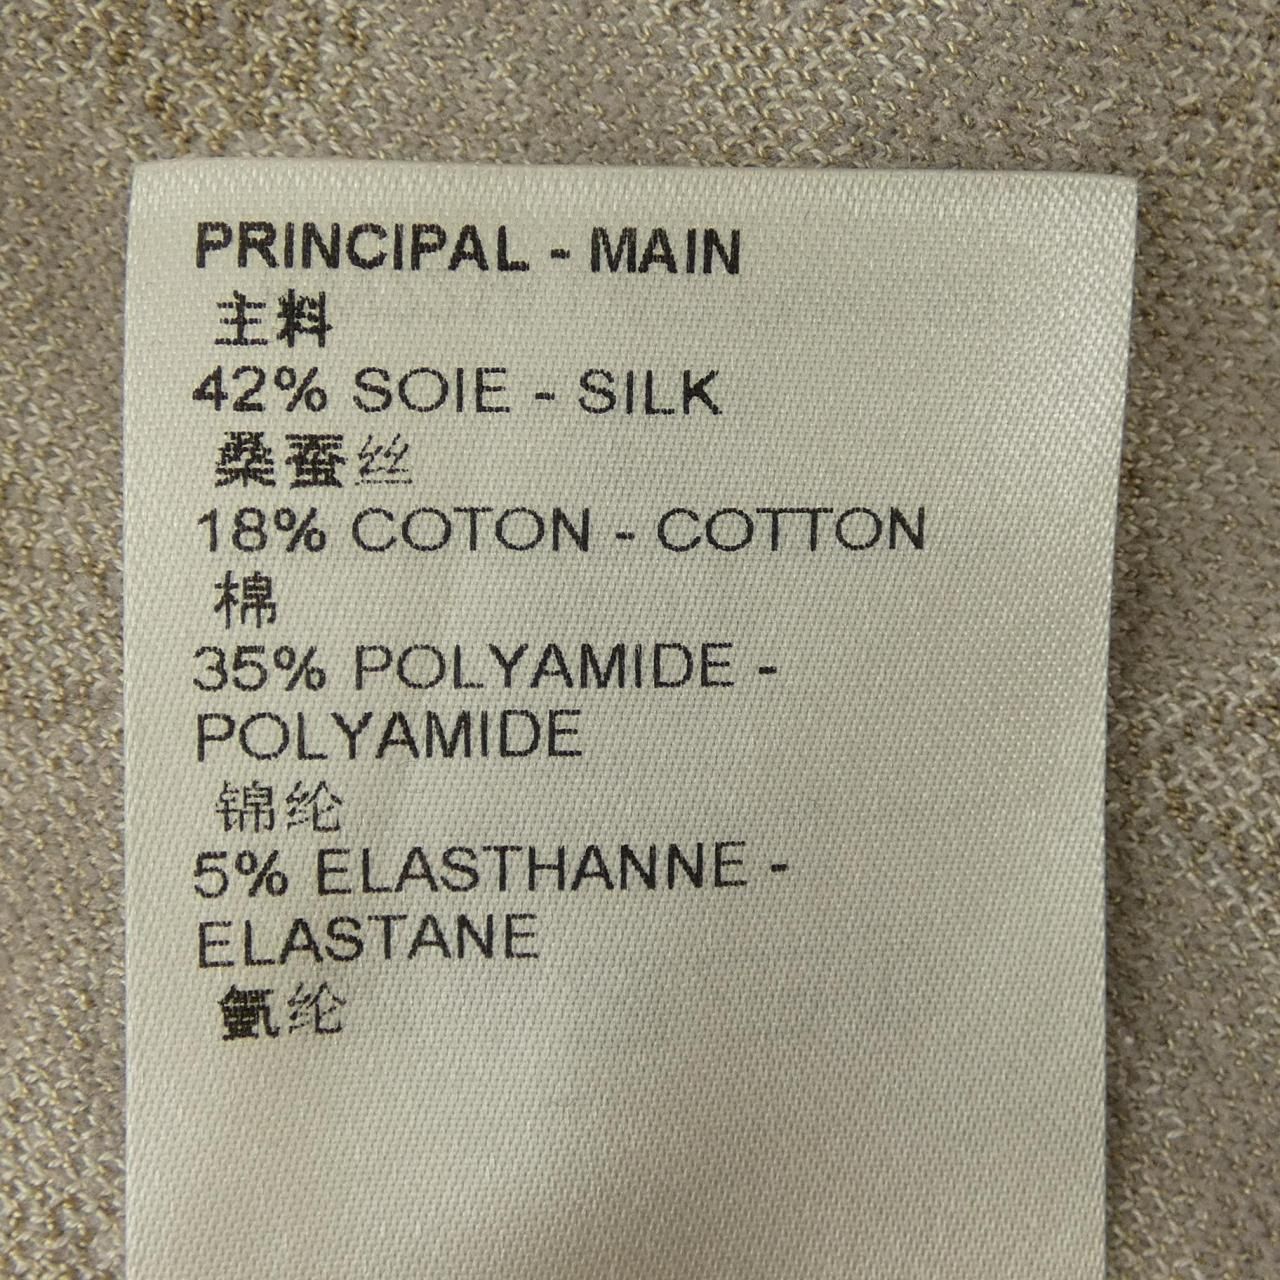 PRINCIPAL - MAIN
主料
42% SOIE - SILK
桑蚕丝
18% COTON - COTTON
棉
35% POLYAMIDE -
POLYAMIDE
锦纶
5% ELASTHANNE -
ELASTANE
氨纶